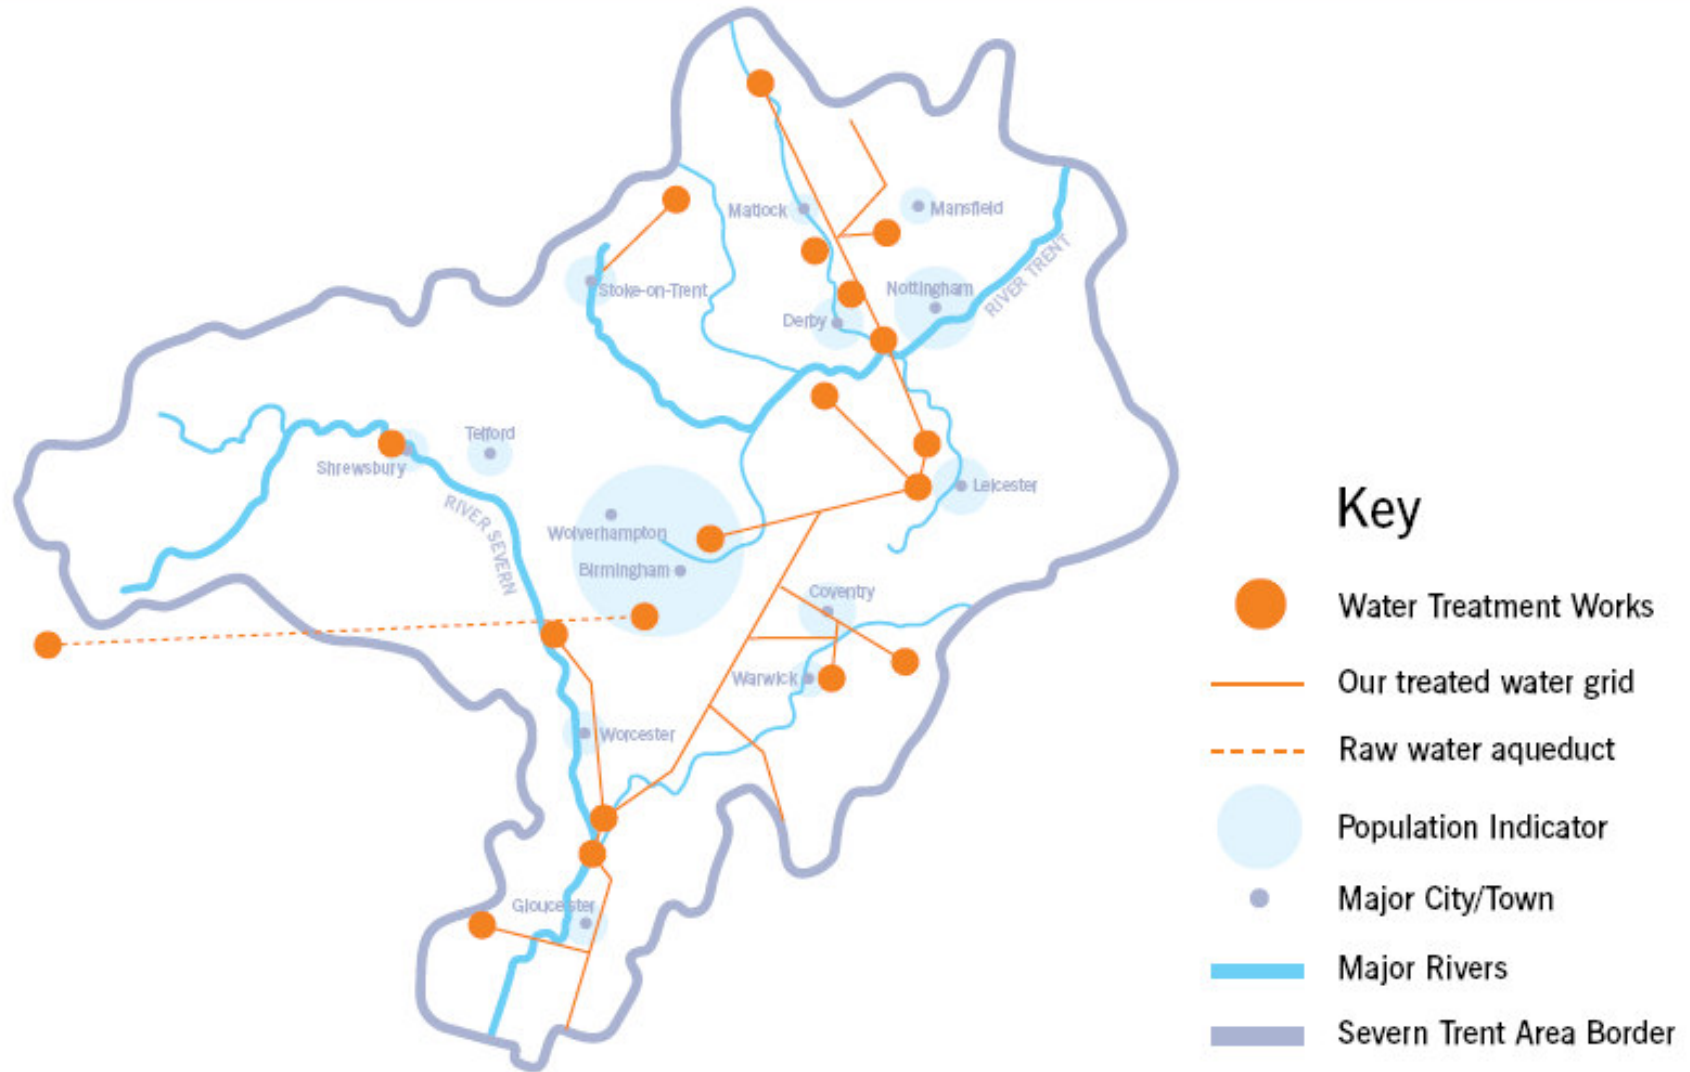 Matlock
Mansfield
Stoke-on-Trent
Nottingham
RIVER TRENT
Derby
Telford
Shrewsbury
Leicester
RIVER SEVERN
Wolverhampton
Birmingham
Coventry
Warwick
Worcester
Gloucester
Key
Water Treatment Works
Our treated water grid
Raw water aqueduct
Population Indicator
Major City/Town
Major Rivers
Severn Trent Area Border